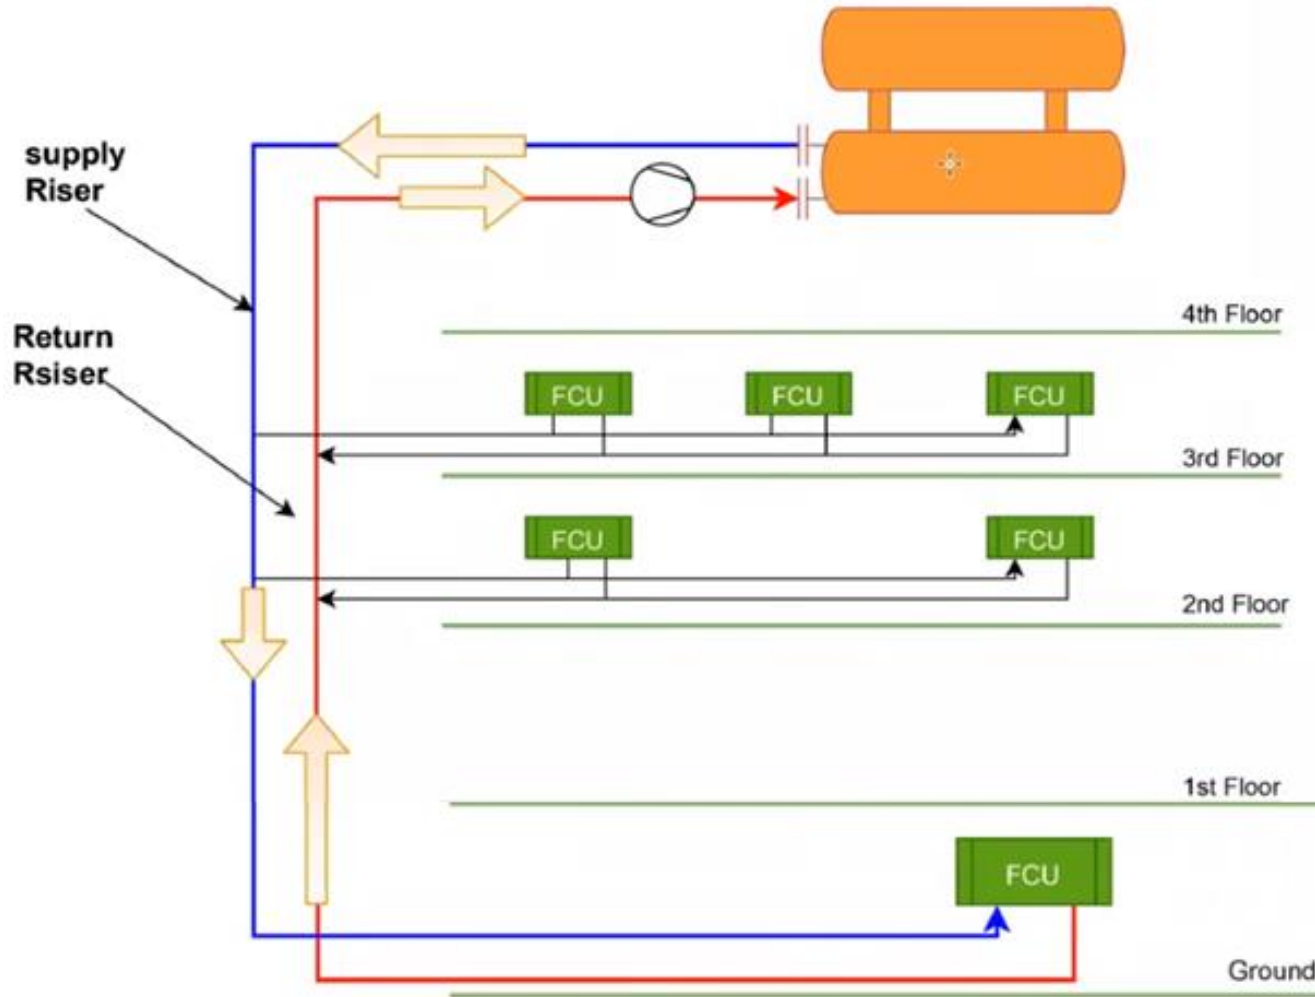 supply
Riser
Return
Rsiser
4th Floor
FCU FCU FCU
3rd Floor
FCU FCU
2nd Floor
1st Floor
FCU
Ground